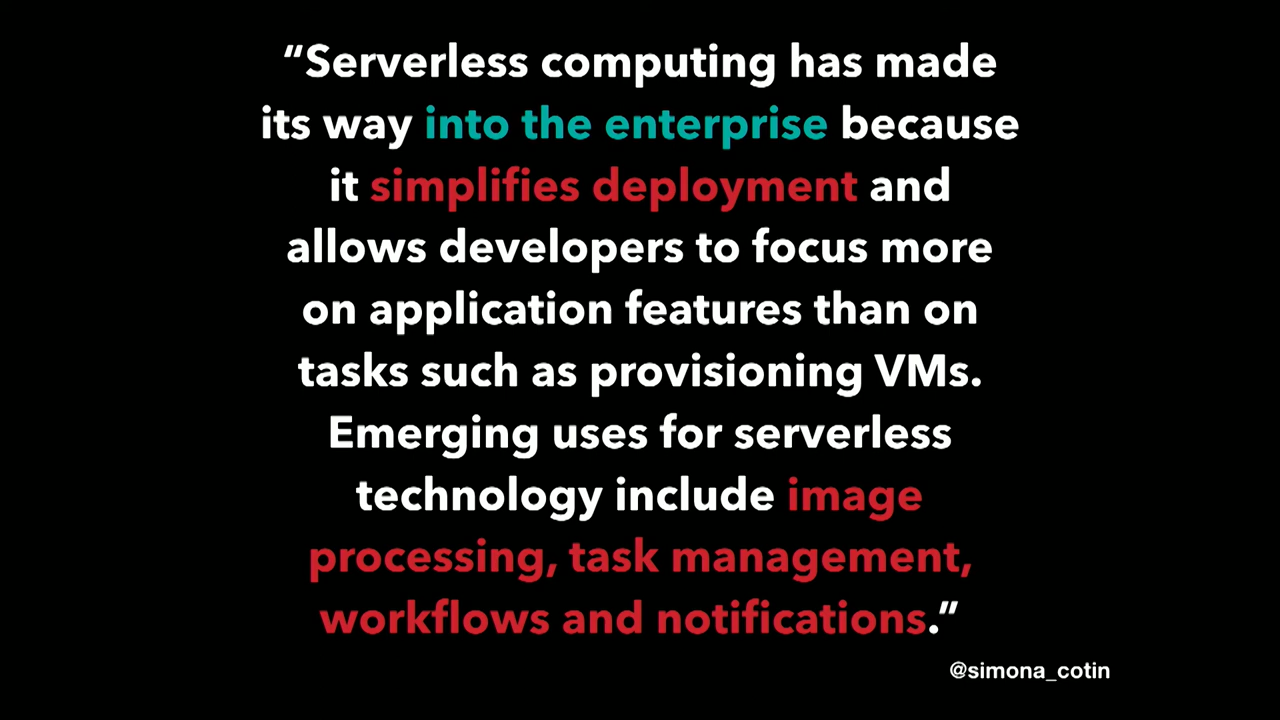 “Serverless computing has made
its way into the enterprise because
it simplifies deployment and
allows developers to focus more
on application features than on
tasks such as provisioning VMs.
Emerging uses for serverless
technology include image
processing, task management,
workflows and notifications.”
@simona_cotin